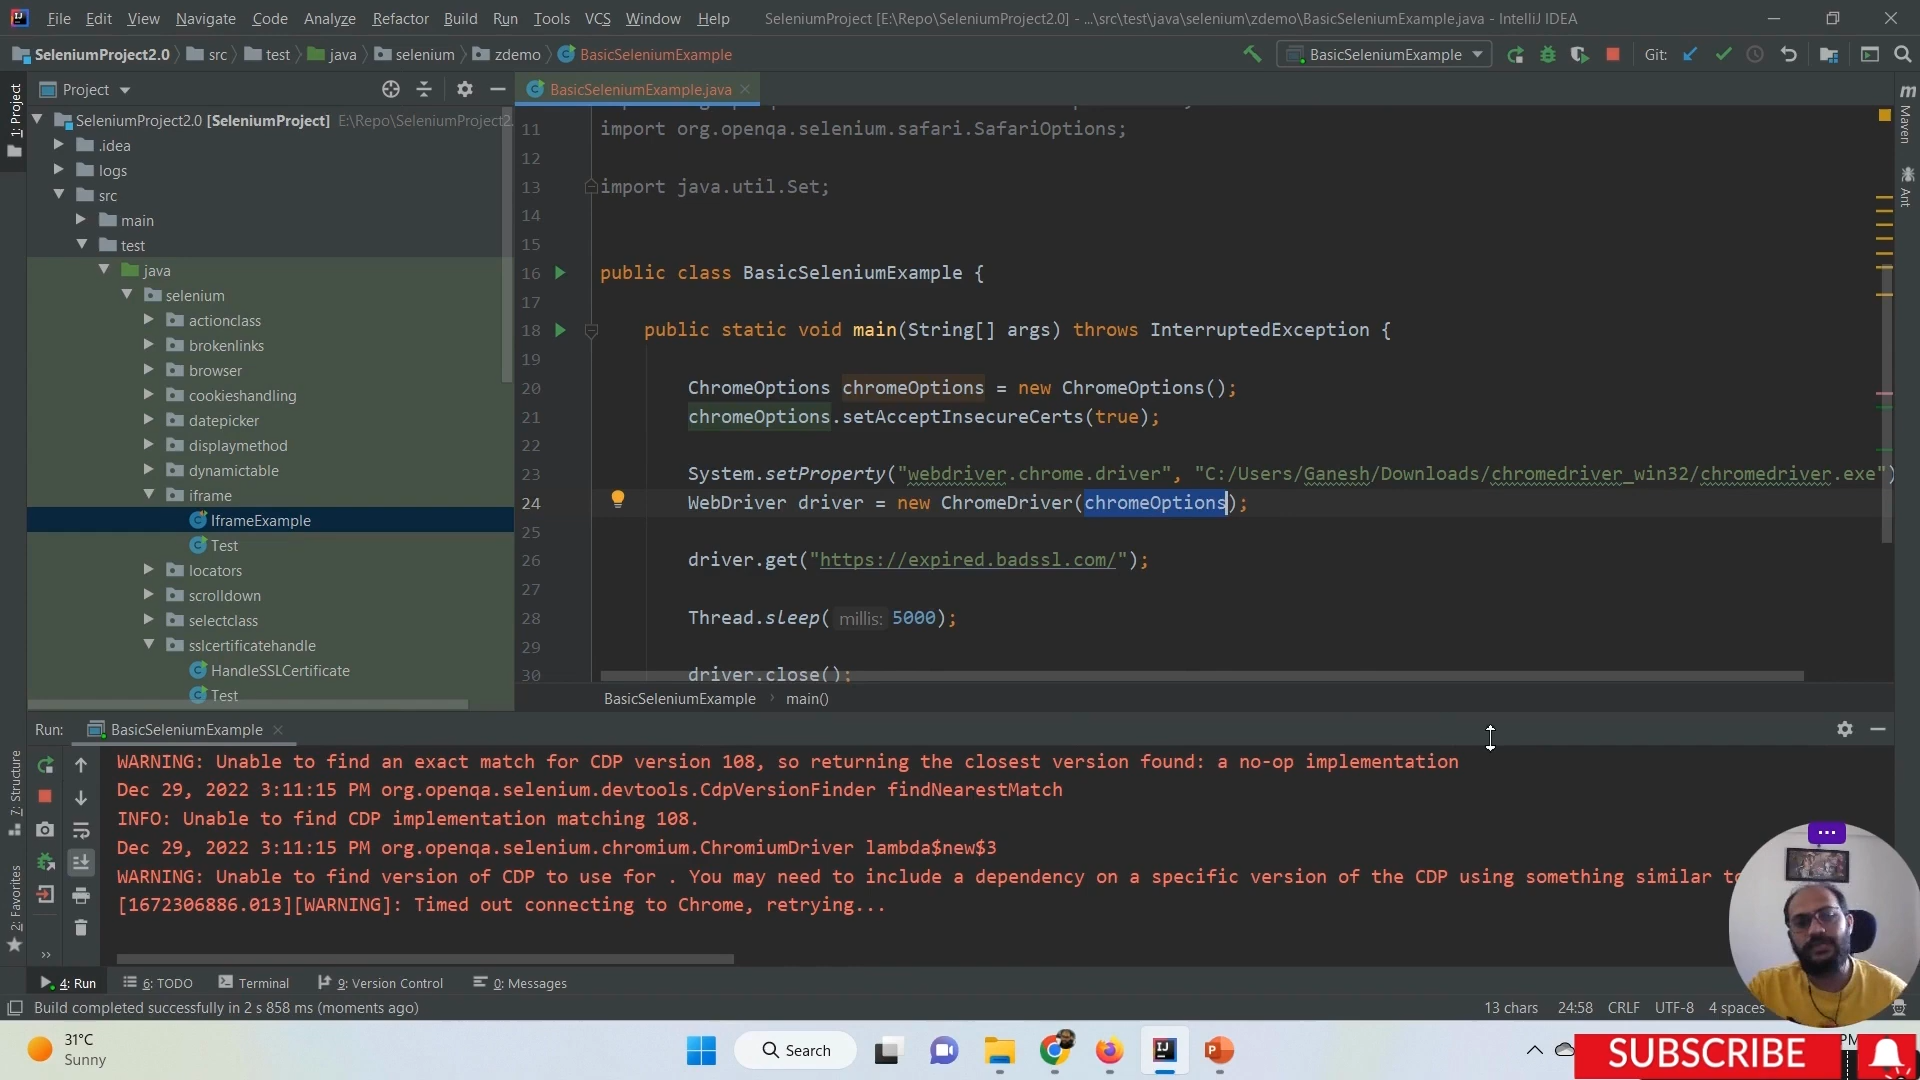 File Edit View Navigate Code Analyze Refactor Build Run Tools VCS Window Help SeleniumProject [E:\Repo\SeleniumProject2.0] - ...\src\test\java\selenium\zdemo\BasicSeleniumExample.java - IntelliJ IDEA
SeleniumProject2.0 src test java selenium zdemo BasicSeleniumExample BasicSeleniumExample Git:
Project
BasicSeleniumExample.java
1: Project
SeleniumProject2.0 [SeleniumProject] E:\Repo\SeleniumProject2.
.idea
logs
src
main
test
java
selenium
actionclass
brokenlinks
browser
cookieshandling
datepicker
displaymethod
dynamictable
iframe
IframeExample
Test
locators
scrolldown
selectclass
sslcertificatehandle
HandleSSLCertificate
Test
11 import org.openqa.selenium.safari.SafariOptions;
12
13 import java.util.Set;
14
15
16 public class BasicSeleniumExample {
17
18 public static void main(String[] args) throws InterruptedException {
19
20 ChromeOptions chromeOptions = new ChromeOptions();
21 chromeOptions.setAcceptInsecureCerts(true);
22
23 System.setProperty("webdriver.chrome.driver", "C:/Users/Ganesh/Downloads/chromedriver_win32/chromedriver.exe")
24 WebDriver driver = new ChromeDriver(chromeOptions);
25
26 driver.get("https://expired.badssl.com/");
27
28 Thread.sleep( millis: 5000);
29
30 driver.close();
BasicSeleniumExample main()
Maven
Ant
Run: BasicSeleniumExample
WARNING: Unable to find an exact match for CDP version 108, so returning the closest version found: a no-op implementation
Dec 29, 2022 3:11:15 PM org.openqa.selenium.devtools.CdpVersionFinder findNearestMatch
INFO: Unable to find CDP implementation matching 108.
Dec 29, 2022 3:11:15 PM org.openqa.selenium.chromium.ChromiumDriver lambda$new$3
WARNING: Unable to find version of CDP to use for . You may need to include a dependency on a specific version of the CDP using something similar to
[1672306886.013][WARNING]: Timed out connecting to Chrome, retrying...
7: Structure
2: Favorites
4: Run 6: TODO Terminal 9: Version Control 0: Messages
Build completed successfully in 2 s 858 ms (moments ago) 13 chars 24:58 CRLF UTF-8 4 spaces
31°C
Sunny
Search
PM
SUBSCRIBE